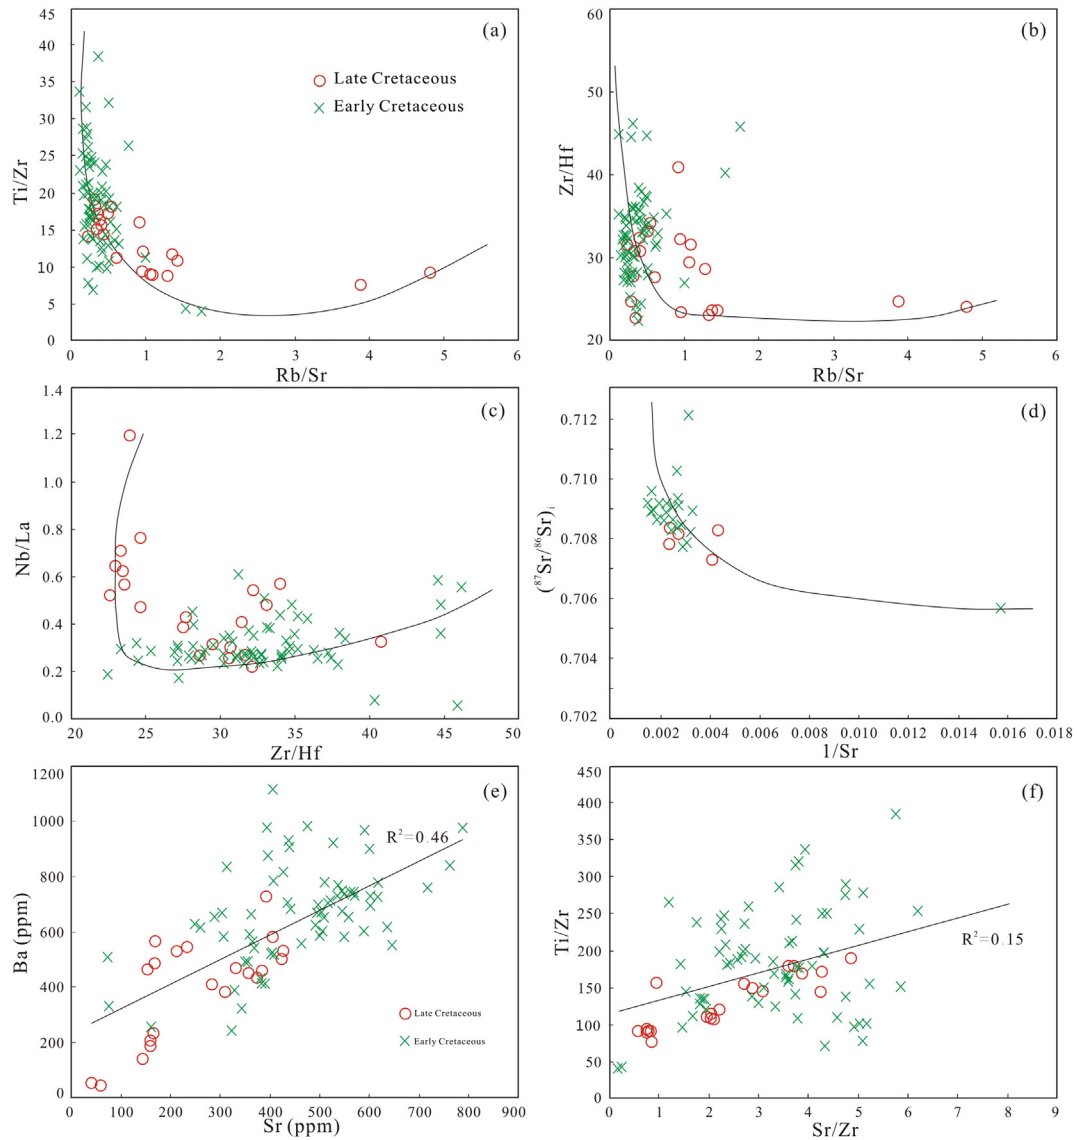 (a)
45
40
35
30
25
20
15
10
5
0
Ti/Zr
Late Cretaceous
Early Cretaceous
0 1 2 3 4 5 6
Rb/Sr
(b)
60
50
40
30
20
Zr/Hf
0 1 2 3 4 5 6
Rb/Sr
(c)
1.4
1.2
1.0
0.8
0.6
0.4
0.2
0.0
Nb/La
20 25 30 35 40 45 50
Zr/Hf
(d)
0.712
0.710
0.708
0.706
0.704
0.702
(⁸⁷Sr/⁸⁶Sr)ᵢ
0.002 0.004 0.006 0.008 0.010 0.012 0.014 0.016 0.018
1/Sr
(e)
1200
1000
800
600
400
200
0
Ba (ppm)
R²=0.46
Late Cretaceous
Early Cretaceous
0 100 200 300 400 500 600 700 800 900
Sr (ppm)
(f)
450
400
350
300
250
200
150
100
50
0
Ti/Zr
R²=0.15
0 1 2 3 4 5 6 7 8 9
Sr/Zr